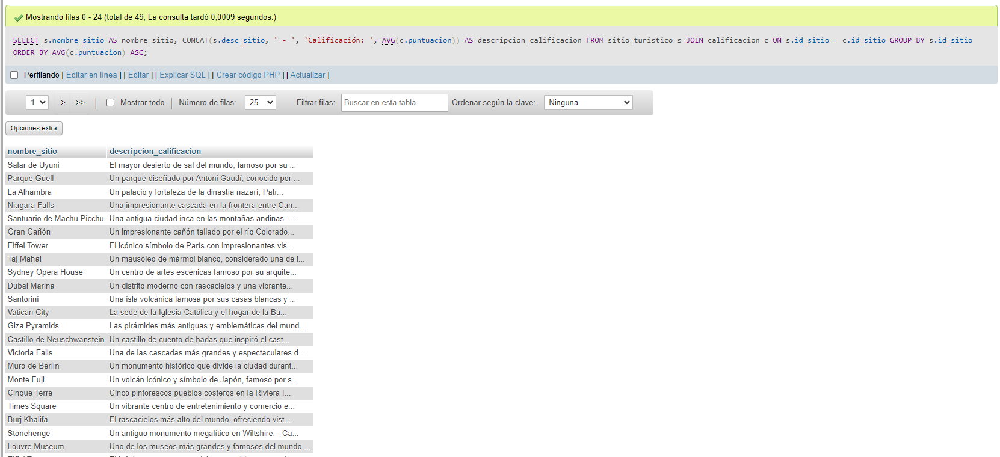 Mostrando filas 0 - 24 (total de 49, La consulta tardó 0,0009 segundos.)
SELECT s.nombre_sitio AS nombre_sitio, CONCAT(s.desc_sitio, ' - ', 'Calificación: ', AVG(c.puntuacion)) AS descripcion_calificacion FROM sitio_turistico s JOIN calificacion c ON s.id_sitio = c.id_sitio GROUP BY s.id_sitio
ORDER BY AVG(c.puntuacion) ASC;
Perfilando [ Editar en línea ] [ Editar ] [ Explicar SQL ] [ Crear código PHP ] [ Actualizar ]
1 > >> Mostrar todo Número de filas: 25 Filtrar filas: Buscar en esta tabla Ordenar según la clave: Ninguna
Opciones extra
nombre_sitio descripcion_calificacion
Salar de Uyuni El mayor desierto de sal del mundo, famoso por su ...
Parque Güell Un parque diseñado por Antoni Gaudí, conocido por ...
La Alhambra Un palacio y fortaleza de la dinastía nazarí, Patr...
Niagara Falls Una impresionante cascada en la frontera entre Can...
Santuario de Machu Picchu Una antigua ciudad inca en las montañas andinas. -...
Gran Cañón Un impresionante cañón tallado por el río Colorado...
Eiffel Tower El icónico símbolo de París con impresionantes vis...
Taj Mahal Un mausoleo de mármol blanco, considerado una de l...
Sydney Opera House Un centro de artes escénicas famoso por su arquite...
Dubai Marina Un distrito moderno con rascacielos y una vibrante...
Santorini Una isla volcánica famosa por sus casas blancas y ...
Vatican City La sede de la Iglesia Católica y el hogar de la Ba...
Giza Pyramids Las pirámides más antiguas y emblemáticas del mund...
Castillo de Neuschwanstein Un castillo de cuento de hadas que inspiró el cast...
Victoria Falls Una de las cascadas más grandes y espectaculares d...
Muro de Berlín Un monumento histórico que divide la ciudad durant...
Monte Fuji Un volcán icónico y símbolo de Japón, famoso por s...
Cinque Terre Cinco pintorescos pueblos costeros en la Riviera I...
Times Square Un vibrante centro de entretenimiento y comercio e...
Burj Khalifa El rascacielos más alto del mundo, ofreciendo vist...
Stonehenge Un antiguo monumento megalítico en Wiltshire. - Ca...
Louvre Museum Uno de los museos más grandes y famosos del mundo,...